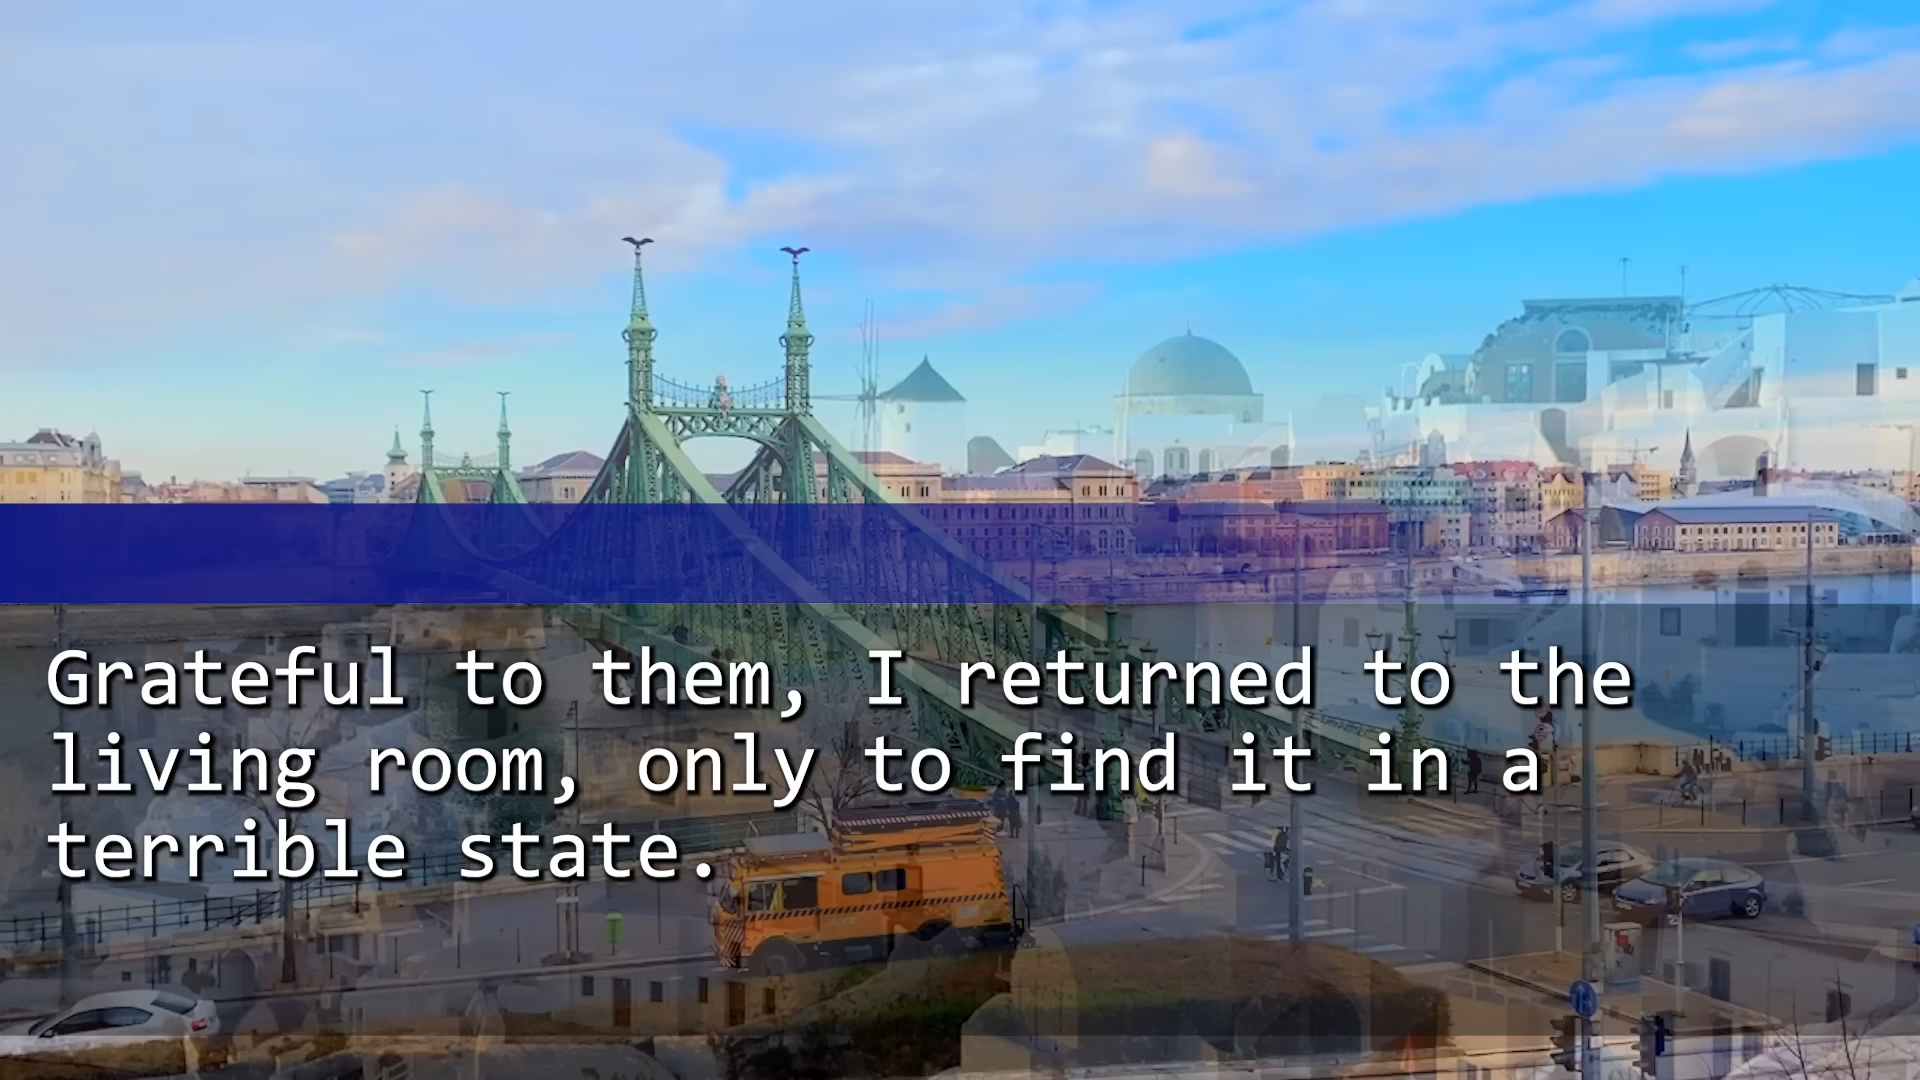 Grateful to them, I returned to the
living room, only to find it in a
terrible state.